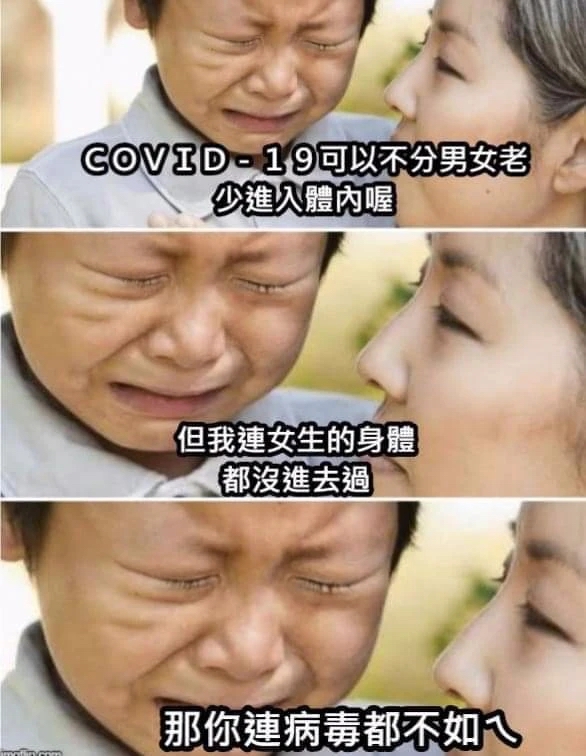 COVID-19可以不分男女老
少進入體內喔
但我連女生的身體
都沒進去過
那你連病毒都不如ㄟ
imgflip.com